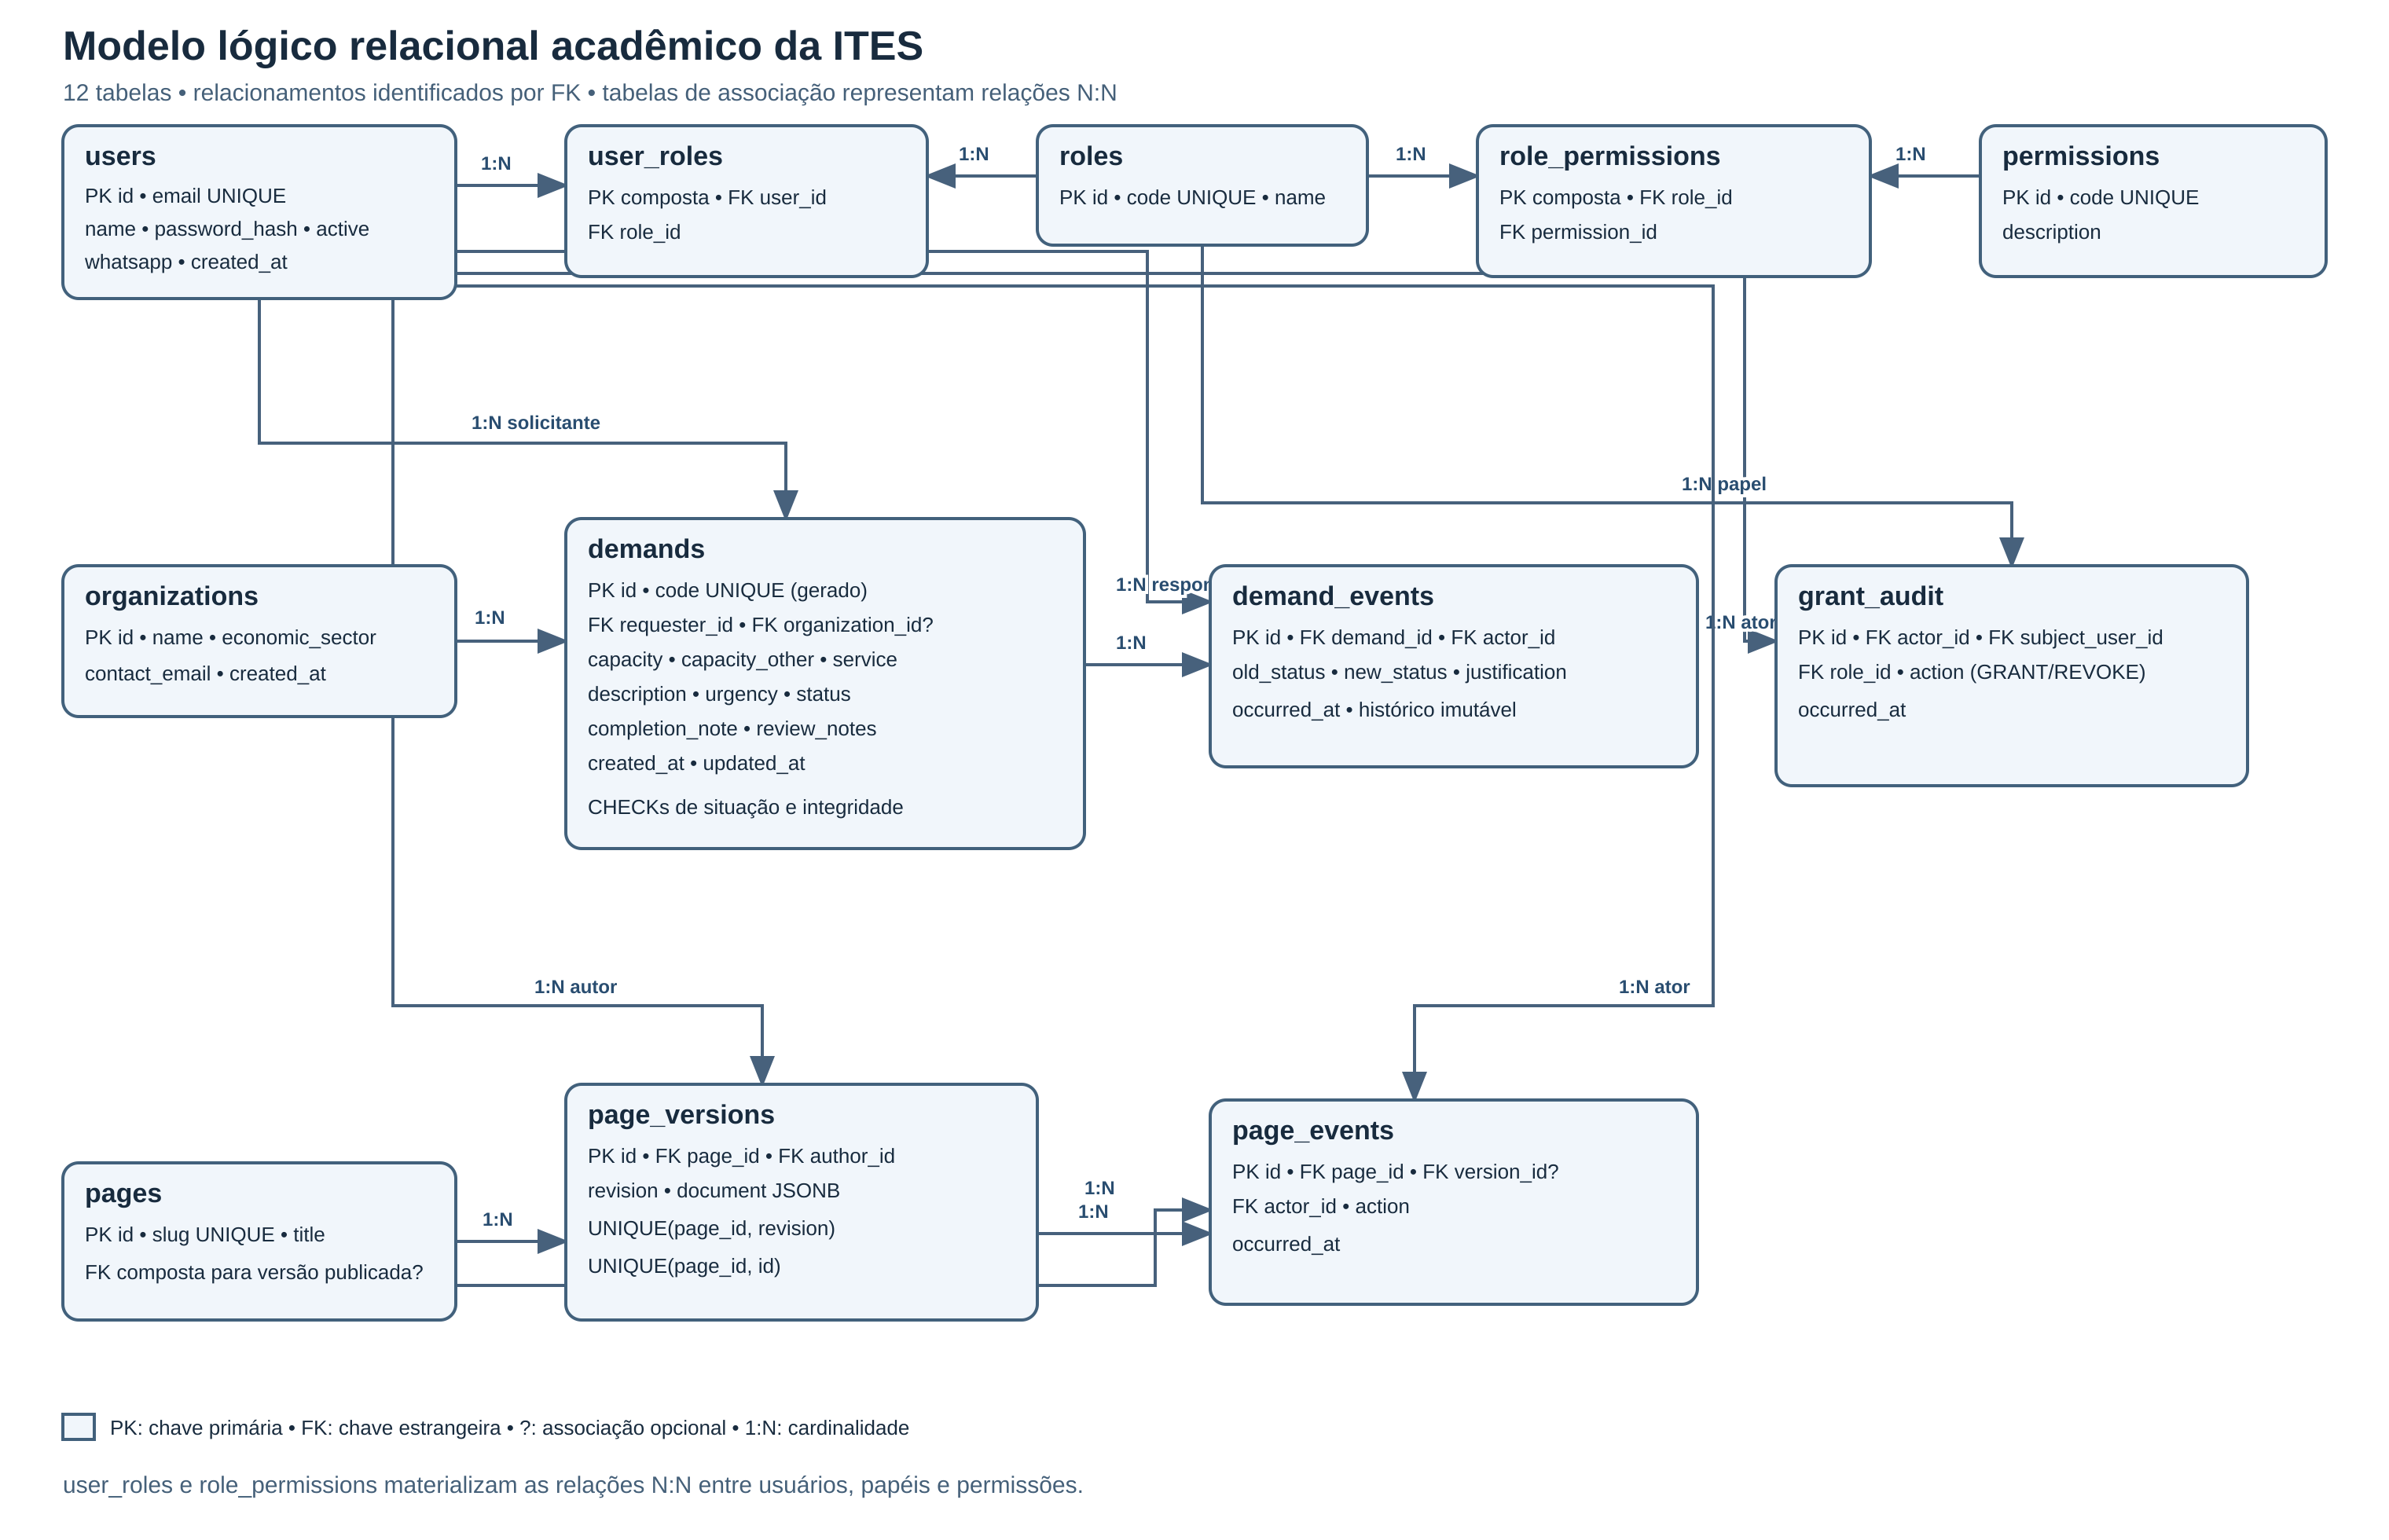 Modelo lógico relacional acadêmico da ITES
12 tabelas • relacionamentos identificados por FK • tabelas de associação representam relações N:N
users
PK id • email UNIQUE
name • password_hash • active
whatsapp • created_at
1:N
user_roles
PK composta • FK user_id
FK role_id
1:N
roles
PK id • code UNIQUE • name
1:N
role_permissions
PK composta • FK role_id
FK permission_id
1:N
permissions
PK id • code UNIQUE
description
1:N solicitante
1:N papel
organizations
PK id • name • economic_sector
contact_email • created_at
1:N
demands
PK id • code UNIQUE (gerado)
FK requester_id • FK organization_id?
capacity • capacity_other • service
description • urgency • status
completion_note • review_notes
created_at • updated_at
CHECKs de situação e integridade
1:N respor
1:N
demand_events
PK id • FK demand_id • FK actor_id
old_status • new_status • justification
occurred_at • histórico imutável
1:N ator
grant_audit
PK id • FK actor_id • FK subject_user_id
FK role_id • action (GRANT/REVOKE)
occurred_at
1:N autor
1:N ator
pages
PK id • slug UNIQUE • title
FK composta para versão publicada?
1:N
page_versions
PK id • FK page_id • FK author_id
revision • document JSONB
UNIQUE(page_id, revision)
UNIQUE(page_id, id)
1:N
1:N
page_events
PK id • FK page_id • FK version_id?
FK actor_id • action
occurred_at
PK: chave primária • FK: chave estrangeira • ?: associação opcional • 1:N: cardinalidade
user_roles e role_permissions materializam as relações N:N entre usuários, papéis e permissões.